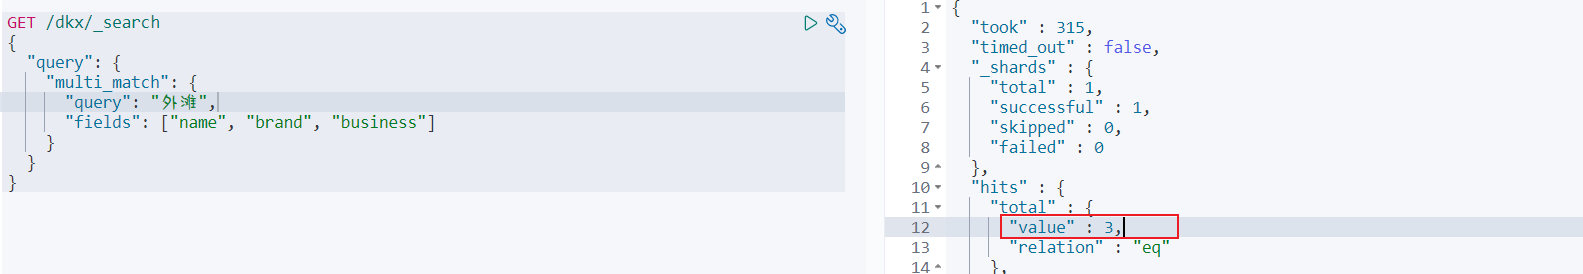 GET /dkx/_search
{
  "query": {
    "multi_match": {
      "query": "外滩",
      "fields": ["name", "brand", "business"]
    }
  }
}
1 {
2   "took" : 315,
3   "timed_out" : false,
4   "_shards" : {
5     "total" : 1,
6     "successful" : 1,
7     "skipped" : 0,
8     "failed" : 0
9   },
10   "hits" : {
11     "total" : {
12       "value" : 3,
13       "relation" : "eq"
14     },